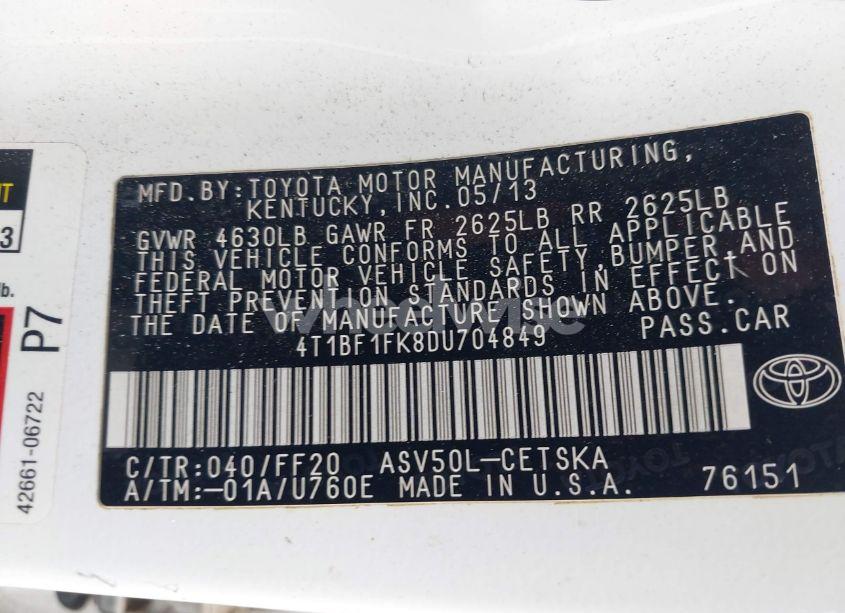 MFD.BY:TOYOTA MOTOR MANUFACTURING,
KENTUCKY,INC.05/13
GVWR 4630LB GAWR FR 2625LB RR 2625LB
THIS VEHICLE CONFORMS TO ALL APPLICABLE
FEDERAL MOTOR VEHICLE SAFETY,BUMPER,AND
THEFT PREVENTION STANDARDS IN EFFECT ON
THE DATE OF MANUFACTURE SHOWN ABOVE.
4T1BF1FK8DU704849 PASS.CAR
C/TR:040/FF20 ASV50L-CETSKA
A/TM:-01A/U760E MADE IN U.S.A. 76151
3
lb.
P7
42661-06722